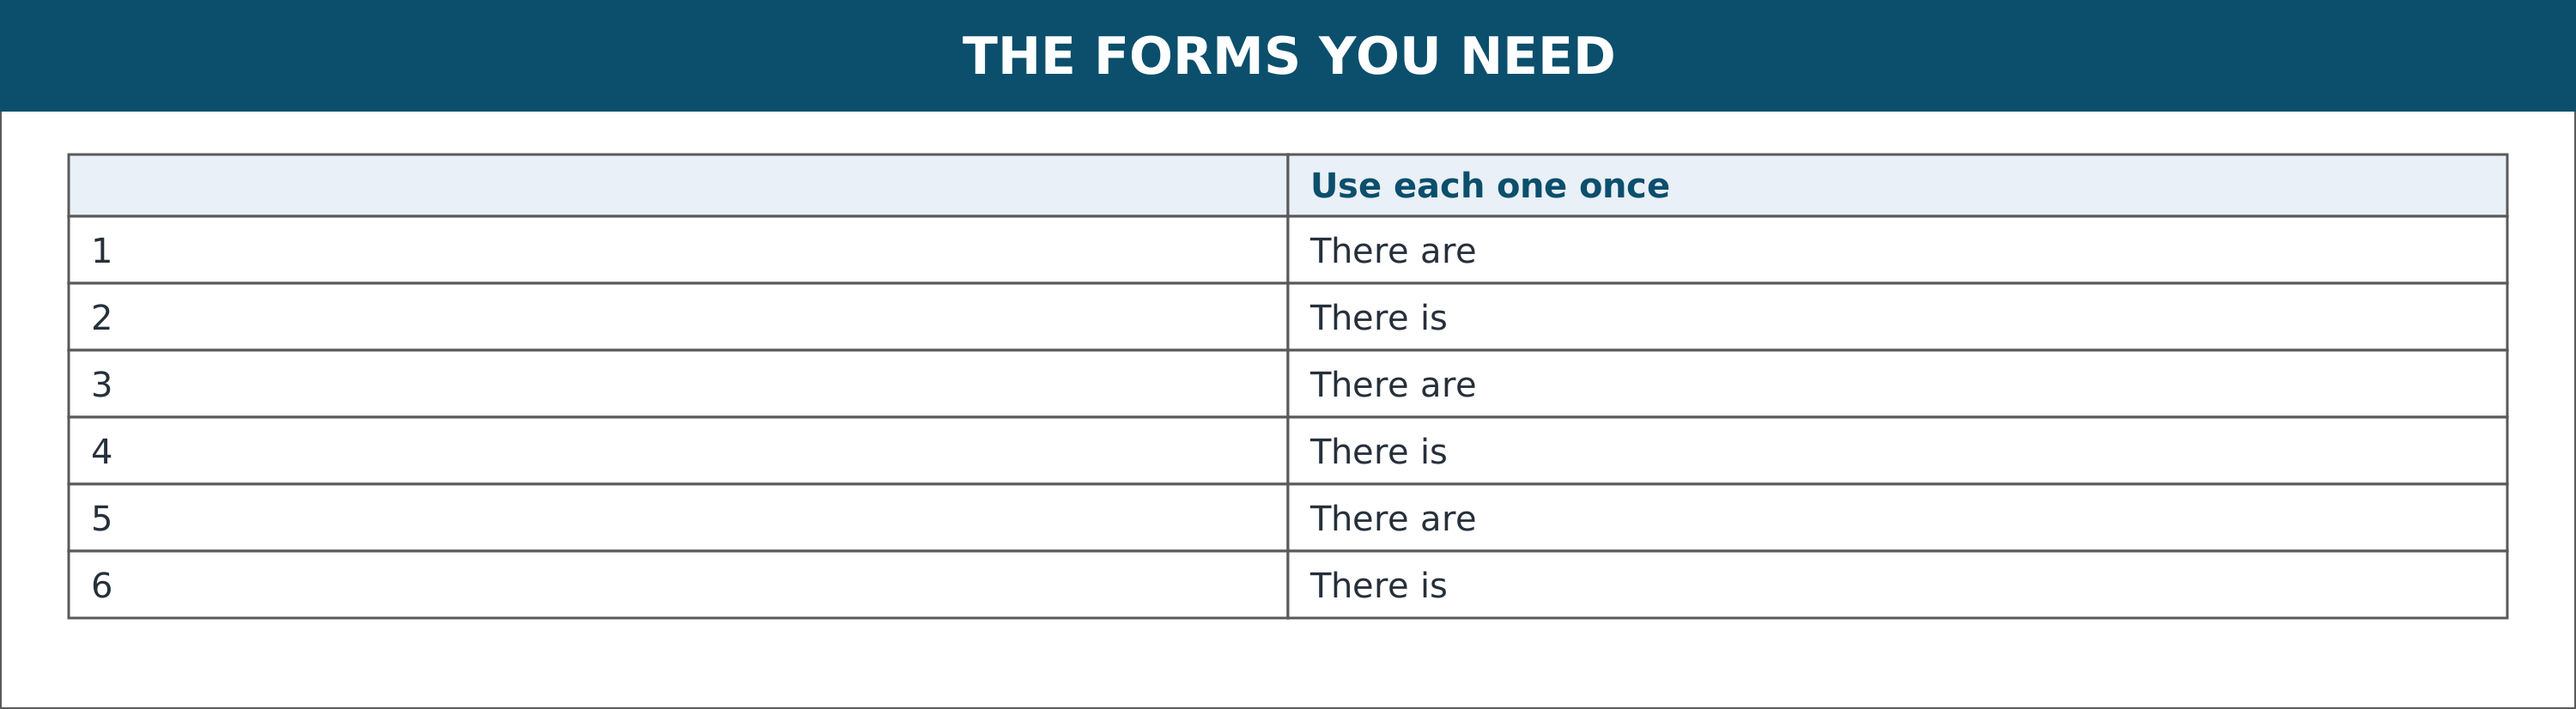 THE FORMS YOU NEED
Use each one once
1 There are
2 There is
3 There are
4 There is
5 There are
6 There is